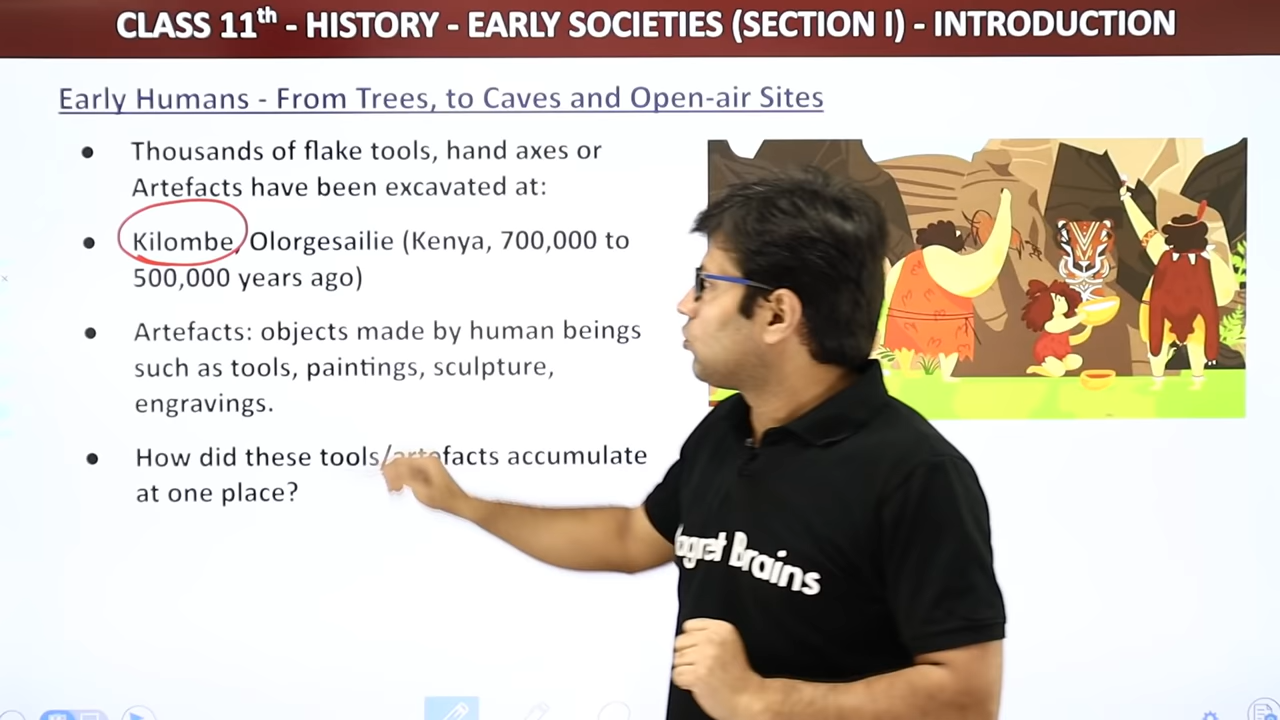 CLASS 11th - HISTORY - EARLY SOCIETIES (SECTION I) - INTRODUCTION
Early Humans - From Trees, to Caves and Open-air Sites
● Thousands of flake tools, hand axes or
Artefacts have been excavated at:
● Kilombe, Olorgesailie (Kenya, 700,000 to
500,000 years ago)
● Artefacts: objects made by human beings
such as tools, paintings, sculpture,
engravings.
● How did these tools/artefacts accumulate
at one place?
Brains